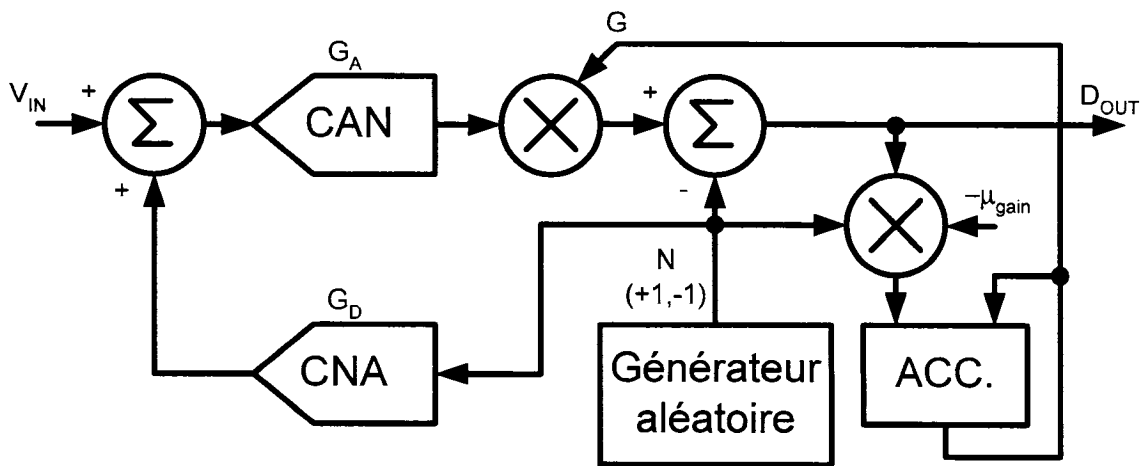 G
G_A
V_IN
+
Σ
CAN
+
Σ
D_OUT
+
-
−μ_gain
N
(+1,-1)
G_D
CNA
Générateur
aléatoire
ACC.